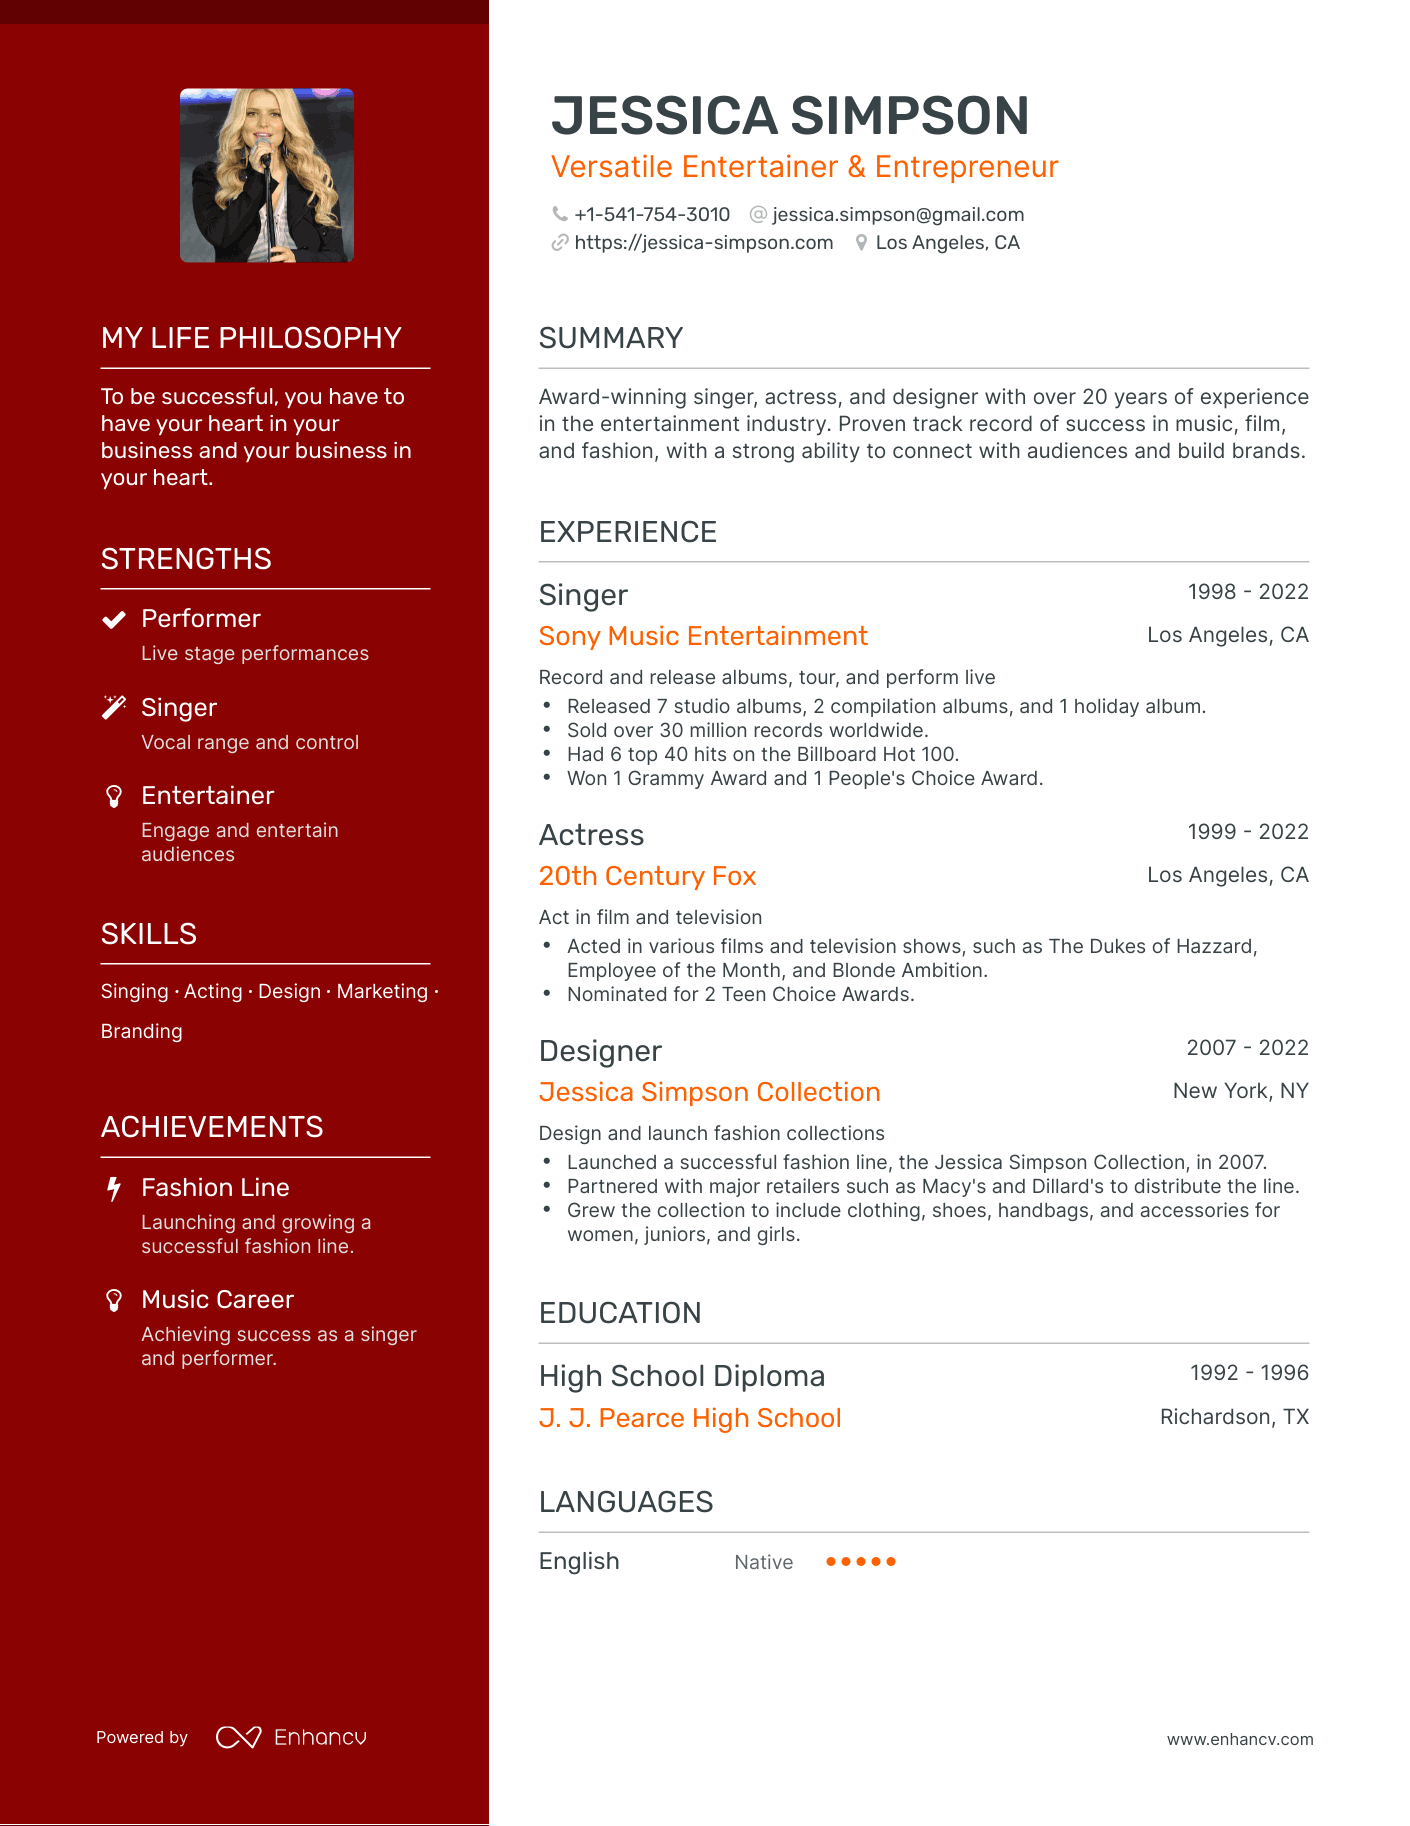 JESSICA SIMPSON
Versatile Entertainer & Entrepreneur
+1-541-754-3010 @ jessica.simpson@gmail.com
https://jessica-simpson.com Los Angeles, CA
MY LIFE PHILOSOPHY
To be successful, you have to
have your heart in your
business and your business in
your heart.
STRENGTHS
Performer
Live stage performances
Singer
Vocal range and control
Entertainer
Engage and entertain
audiences
SKILLS
Singing · Acting · Design · Marketing ·
Branding
ACHIEVEMENTS
Fashion Line
Launching and growing a
successful fashion line.
Music Career
Achieving success as a singer
and performer.
SUMMARY
Award-winning singer, actress, and designer with over 20 years of experience
in the entertainment industry. Proven track record of success in music, film,
and fashion, with a strong ability to connect with audiences and build brands.
EXPERIENCE
Singer 1998 - 2022
Sony Music Entertainment Los Angeles, CA
Record and release albums, tour, and perform live
• Released 7 studio albums, 2 compilation albums, and 1 holiday album.
• Sold over 30 million records worldwide.
• Had 6 top 40 hits on the Billboard Hot 100.
• Won 1 Grammy Award and 1 People's Choice Award.
Actress 1999 - 2022
20th Century Fox Los Angeles, CA
Act in film and television
• Acted in various films and television shows, such as The Dukes of Hazzard,
Employee of the Month, and Blonde Ambition.
• Nominated for 2 Teen Choice Awards.
Designer 2007 - 2022
Jessica Simpson Collection New York, NY
Design and launch fashion collections
• Launched a successful fashion line, the Jessica Simpson Collection, in 2007.
• Partnered with major retailers such as Macy's and Dillard's to distribute the line.
• Grew the collection to include clothing, shoes, handbags, and accessories for
women, juniors, and girls.
EDUCATION
High School Diploma 1992 - 1996
J. J. Pearce High School Richardson, TX
LANGUAGES
English Native
Powered by Enhancv
www.enhancv.com